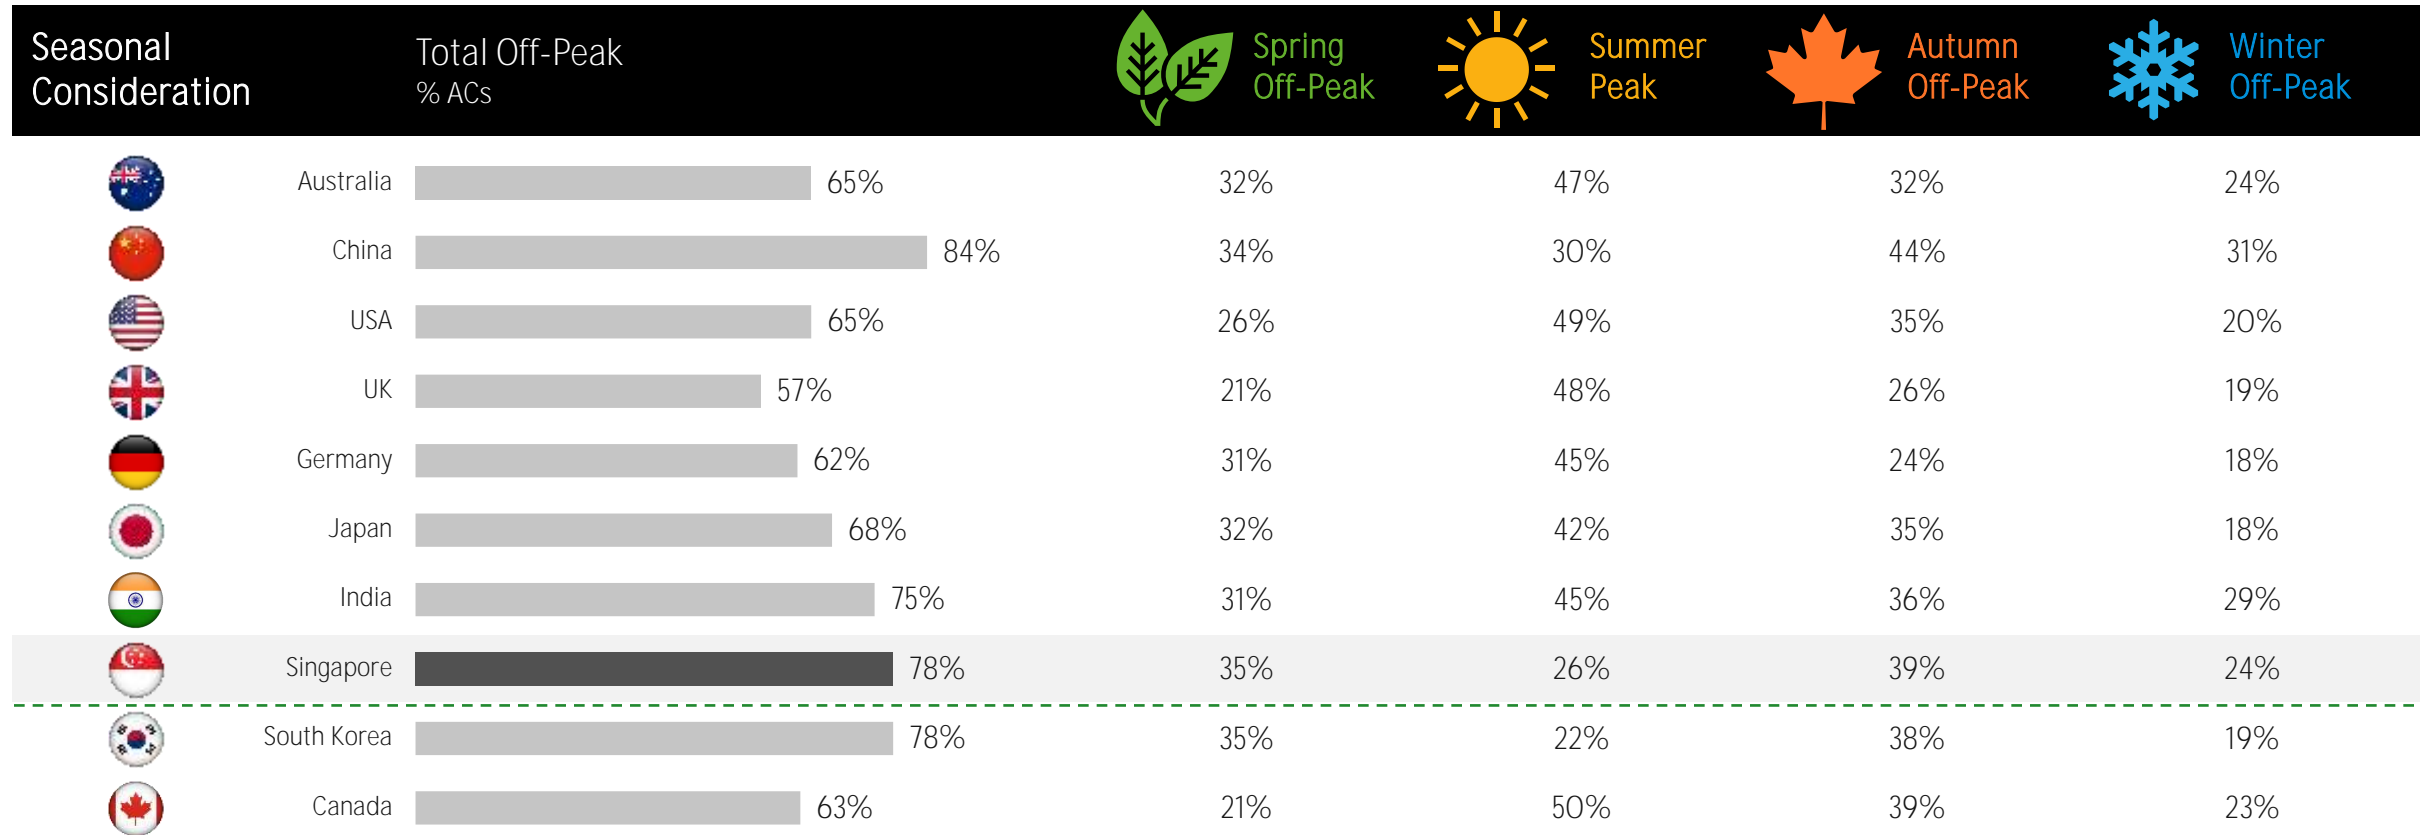 Seasonal
Consideration
Total Off-Peak
% ACs
Spring
Off-Peak
Summer
Peak
Autumn
Off-Peak
Winter
Off-Peak
Australia 65% 32% 47% 32% 24%
China 84% 34% 30% 44% 31%
USA 65% 26% 49% 35% 20%
UK 57% 21% 48% 26% 19%
Germany 62% 31% 45% 24% 18%
Japan 68% 32% 42% 35% 18%
India 75% 31% 45% 36% 29%
Singapore 78% 35% 26% 39% 24%
South Korea 78% 35% 22% 38% 19%
Canada 63% 21% 50% 39% 23%